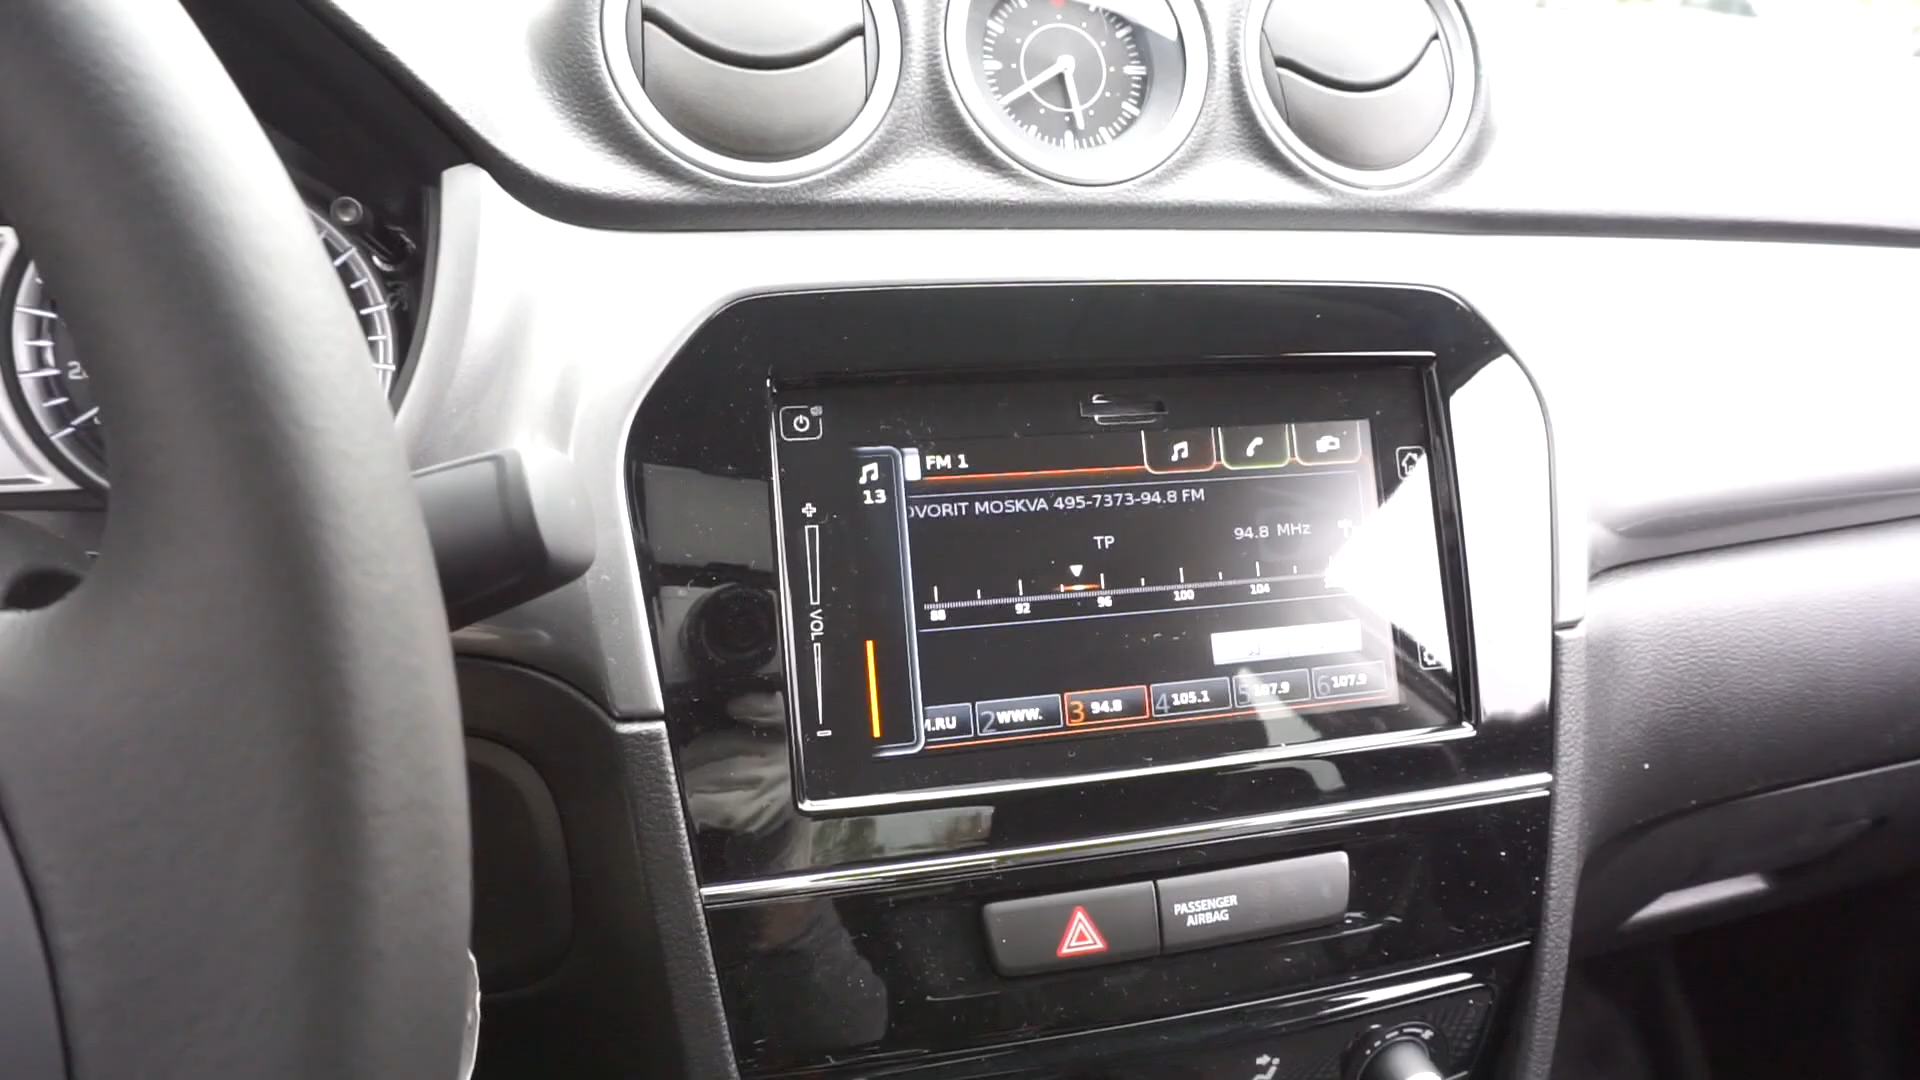 FM 1
13
OVORIT MOSKVA 495-7373-94.8 FM
94.8 MHz
TP
88 92 96 100 104
VOL
M.RU 2 WWW. 3 94.8 4 105.1 5 107.9 6 107.9
PASSENGER
AIRBAG